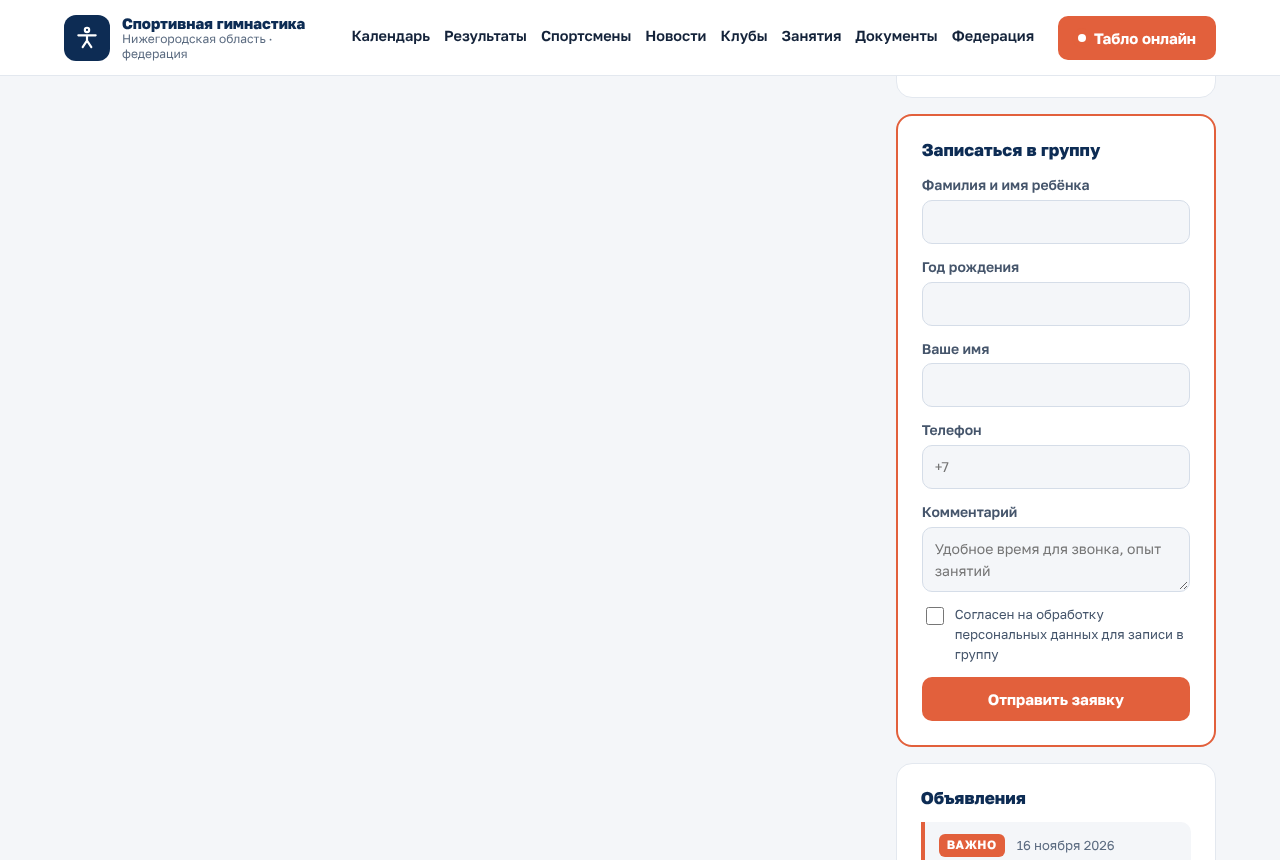 Спортивная гимнастика
Нижегородская область ·
федерация
Календарь Результаты Спортсмены Новости Клубы Занятия Документы Федерация
Табло онлайн
Записаться в группу
Фамилия и имя ребёнка
Год рождения
Ваше имя
Телефон
+7
Комментарий
Удобное время для звонка, опыт
занятий
Согласен на обработку
персональных данных для записи в
группу
Отправить заявку
Объявления
ВАЖНО 16 ноября 2026